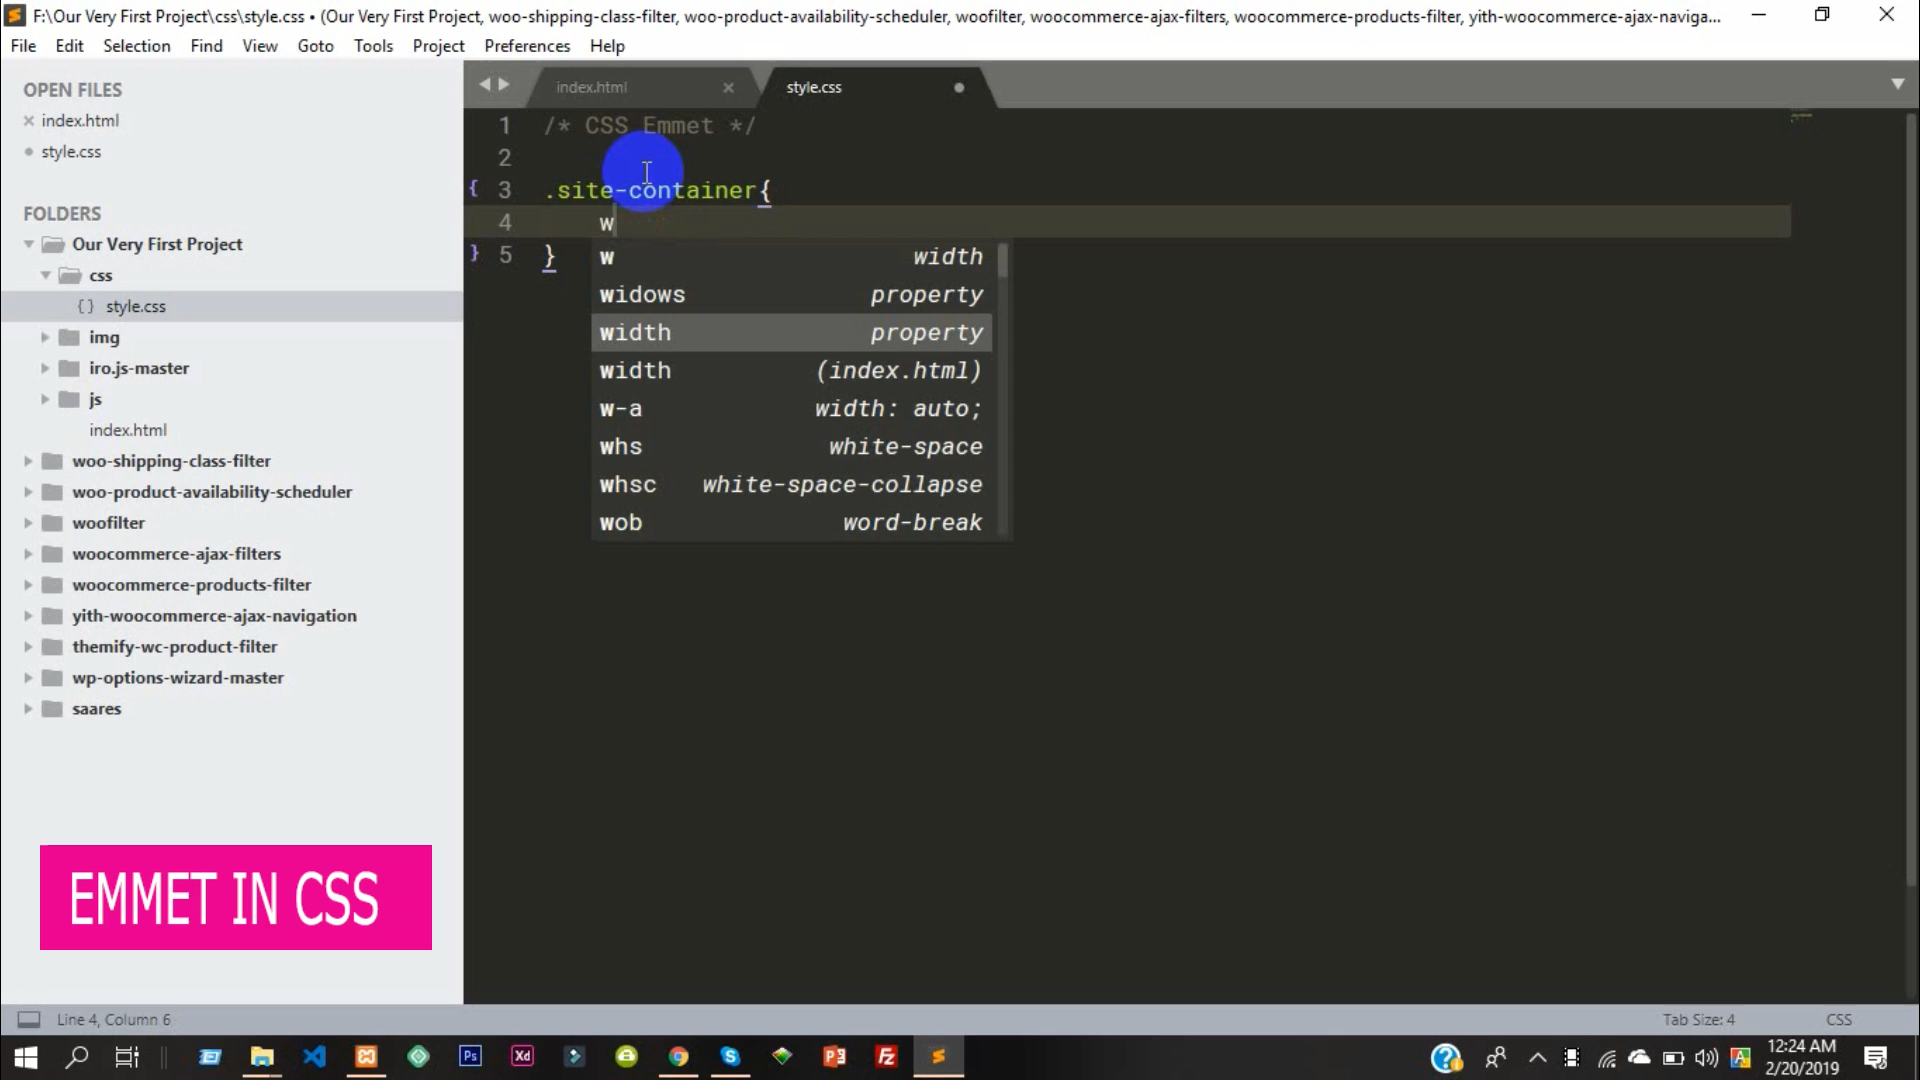 F:\Our Very First Project\css\style.css • (Our Very First Project, woo-shipping-class-filter, woo-product-availability-scheduler, woofilter, woocommerce-ajax-filters, woocommerce-products-filter, yith-woocommerce-ajax-naviga...
File Edit Selection Find View Goto Tools Project Preferences Help
OPEN FILES
index.html
style.css
FOLDERS
Our Very First Project
css
{} style.css
img
iro.js-master
js
index.html
woo-shipping-class-filter
woo-product-availability-scheduler
woofilter
woocommerce-ajax-filters
woocommerce-products-filter
yith-woocommerce-ajax-navigation
themify-wc-product-filter
wp-options-wizard-master
saares
index.html style.css
1 /* CSS Emmet */
2
{ 3 .site-container{
4 w
} 5 }
w width
widows property
width property
width (index.html)
w-a width: auto;
whs white-space
whsc white-space-collapse
wob word-break
EMMET IN CSS
Line 4, Column 6 Tab Size: 4 CSS
Ps Xd Fz
12:24 AM
2/20/2019